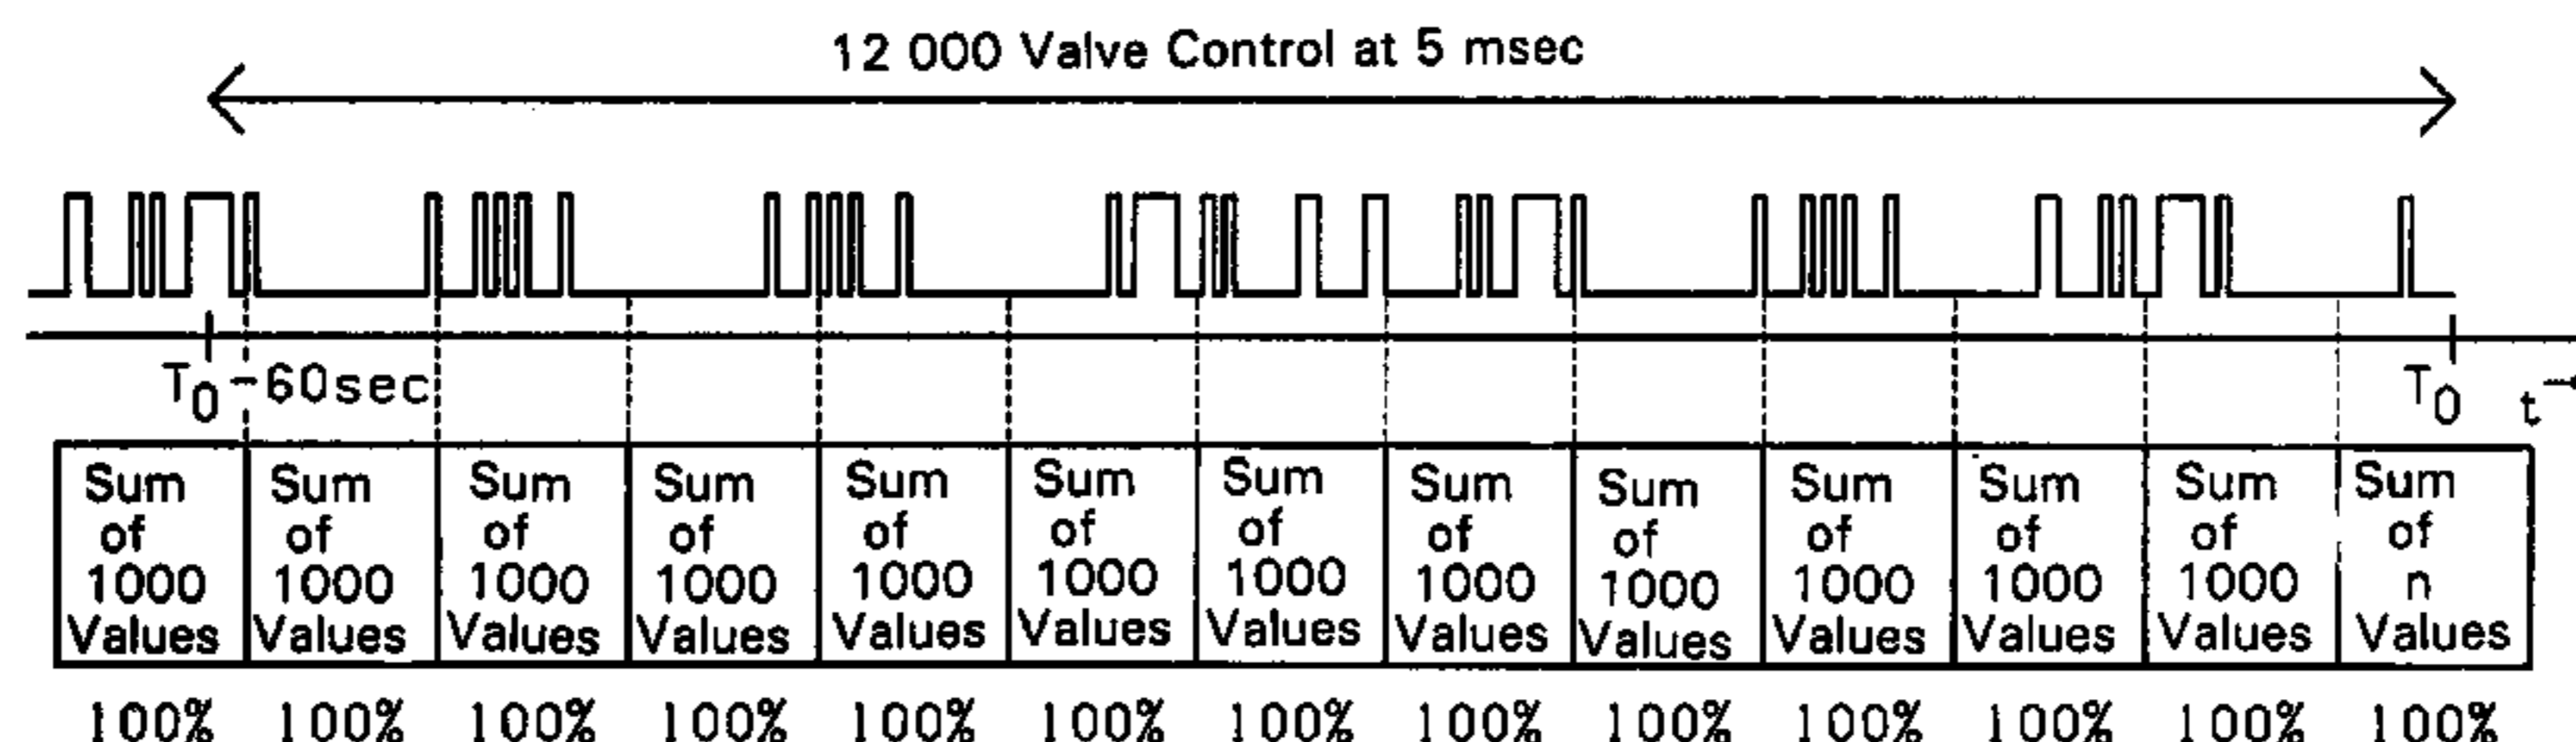 12 000 Valve Control at 5 msec
T0-60sec
T0
t
Sum of 1000 Values
Sum of 1000 Values
Sum of 1000 Values
Sum of 1000 Values
Sum of 1000 Values
Sum of 1000 Values
Sum of 1000 Values
Sum of 1000 Values
Sum of 1000 Values
Sum of 1000 Values
Sum of 1000 Values
Sum of 1000 Values
Sum of n Values
100% 100% 100% 100% 100% 100% 100% 100% 100% 100% 100% 100% 100%